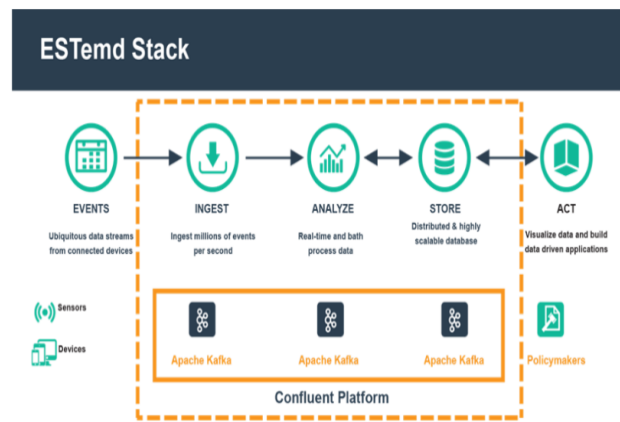 ESTemd Stack
EVENTS
Ubiquitous data streams
from connected devices
INGEST
Ingest millions of events
per second
ANALYZE
Real-time and bath
process data
STORE
Distributed & highly
scalable database
ACT
Visualize data and build
data driven applications
Sensors
Devices
Apache Kafka
Apache Kafka
Apache Kafka
Policymakers
Confluent Platform